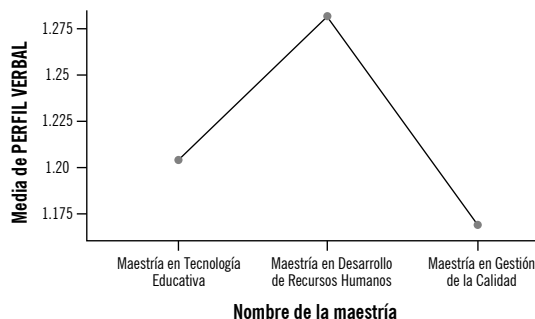 Media de PERFIL VERBAL
1.275
1.25
1.225
1.20
1.175
Maestría en Tecnología
Educativa
Maestría en Desarrollo
de Recursos Humanos
Maestría en Gestión
de la Calidad
Nombre de la maestría